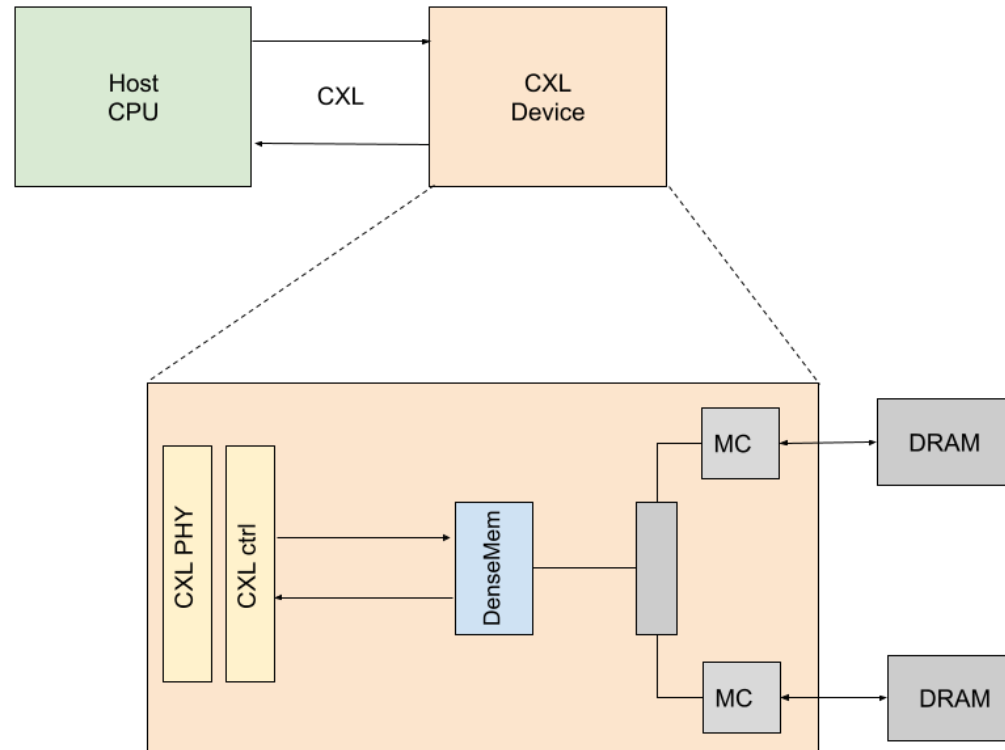 Host
CPU
CXL
CXL
Device
MC
DRAM
CXL PHY
CXL ctrl
DenseMem
MC
DRAM